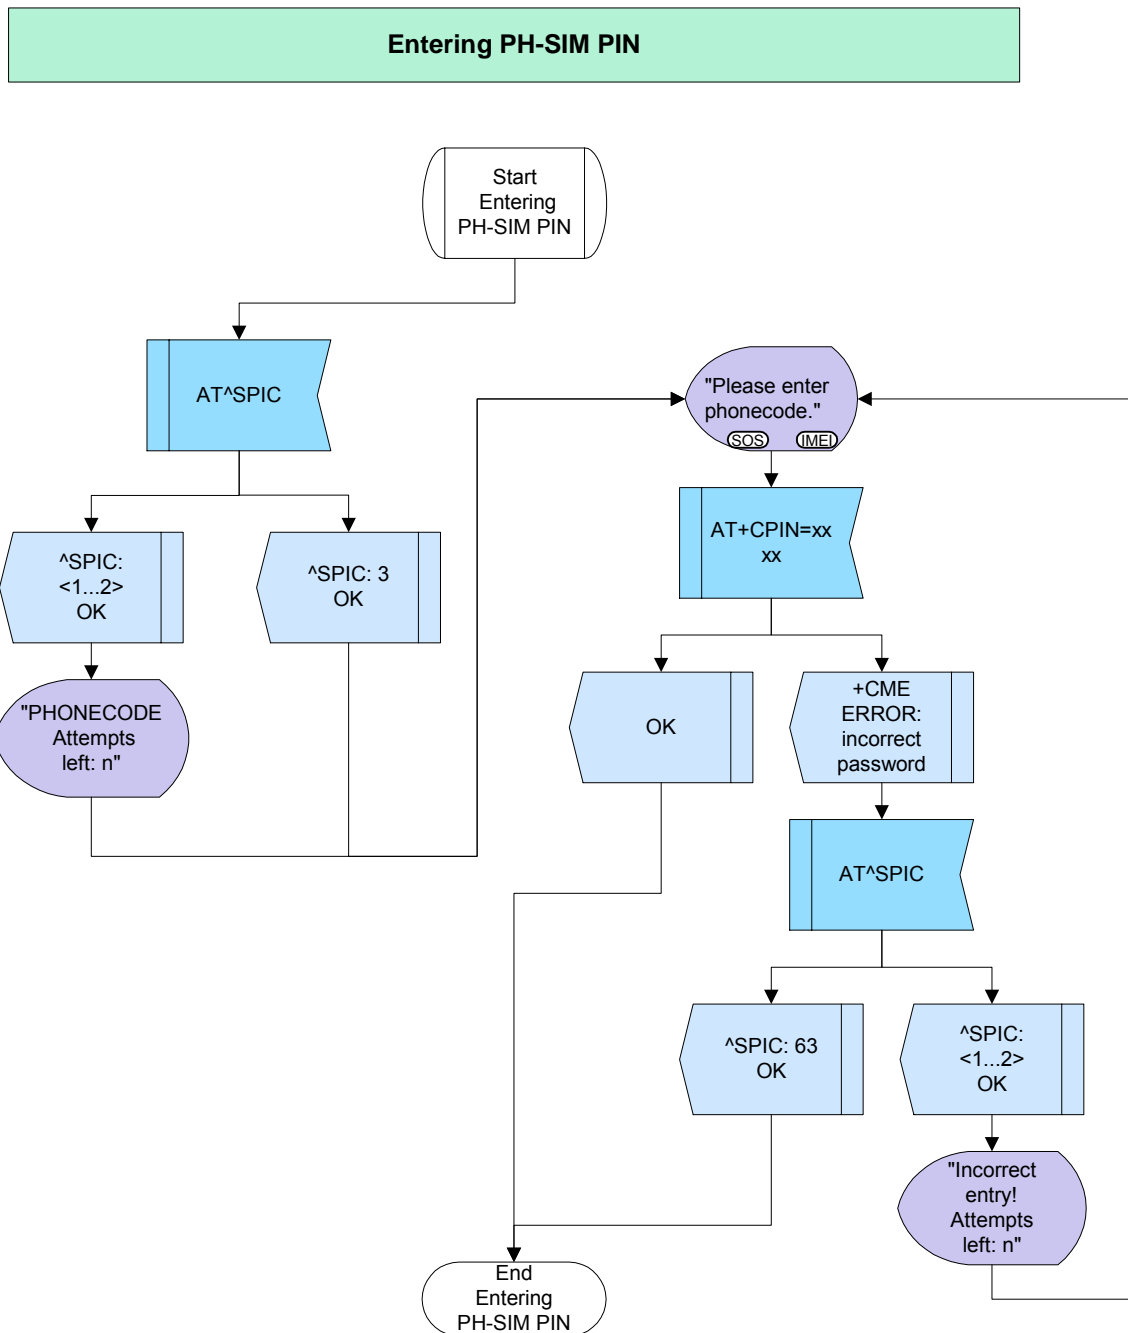 Entering PH-SIM PIN
Start
Entering
PH-SIM PIN
AT^SPIC
"Please enter
phonecode."
SOS
IMEI
AT+CPIN=xx
xx
^SPIC:
<1...2>
OK
^SPIC: 3
OK
"PHONECODE
Attempts
left: n"
OK
+CME
ERROR:
incorrect
password
AT^SPIC
^SPIC: 63
OK
^SPIC:
<1...2>
OK
"Incorrect
entry!
Attempts
left: n"
End
Entering
PH-SIM PIN